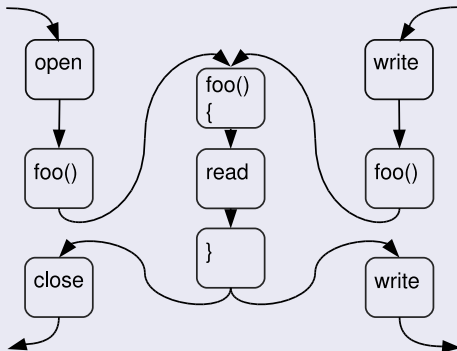 open
foo()
close
foo()
{
read
}
write
foo()
write